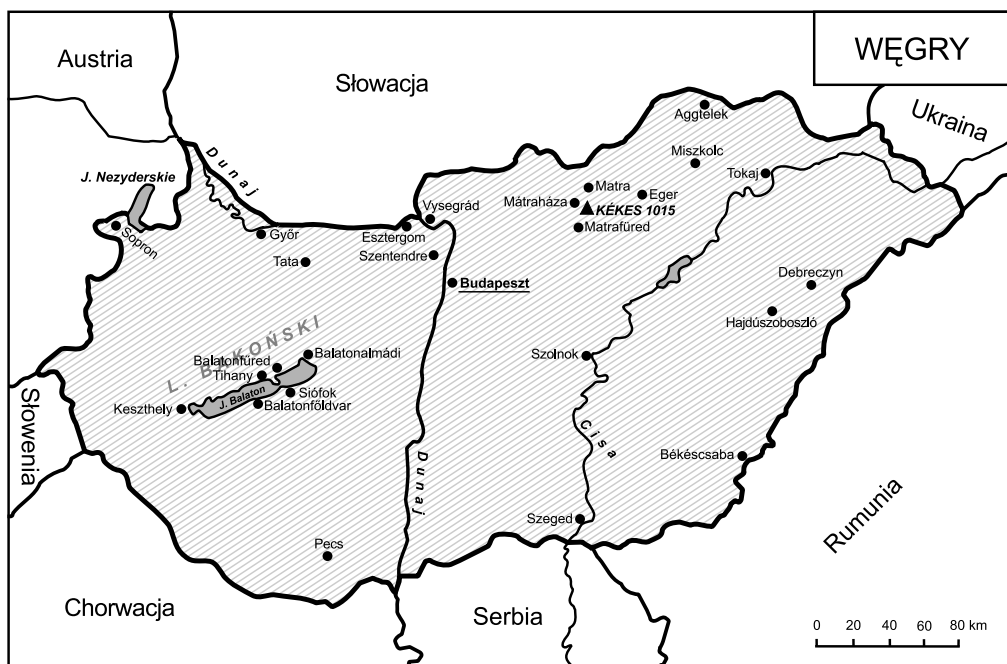 WĘGRY
Austria
Słowacja
Ukraina
Dunaj
J. Nezyderskie
Sopron
Győr
Tata
Esztergom
Vysegrád
Szentendre
Budapeszt
Aggtelek
Miszkolc
Tokaj
Matra
Mátraháza
Eger
KÉKES 1015
Matrafüred
Debreczyn
Hajdúszoboszló
L. BAKOŃSKI
Balatonalmádi
Balatonfűred
Tihany
J. Balaton
Siófok
Balatonföldvar
Keszthely
Szolnok
Cisa
Dunaj
Békéscsaba
Szeged
Pecs
Słowenia
Chorwacja
Serbia
Rumunia
0 20 40 60 80 km